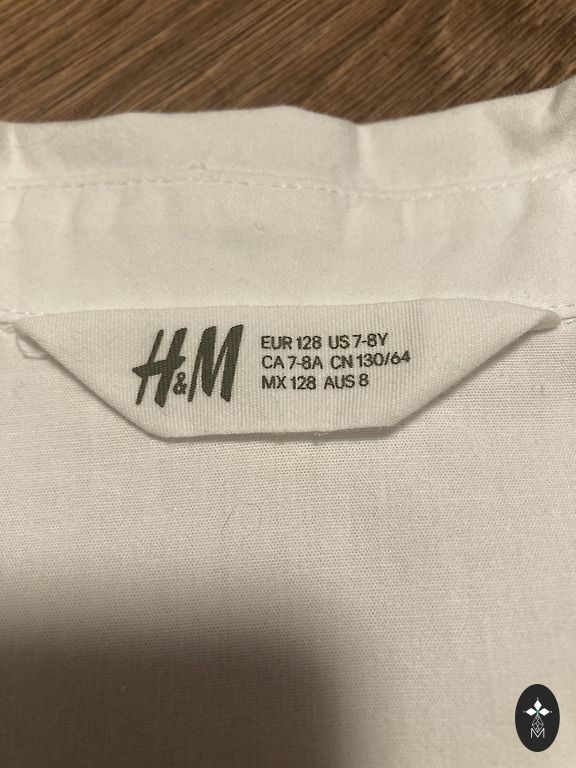 H&M
EUR 128 US 7-8Y
CA 7-8A CN 130/64
MX 128 AUS 8
M